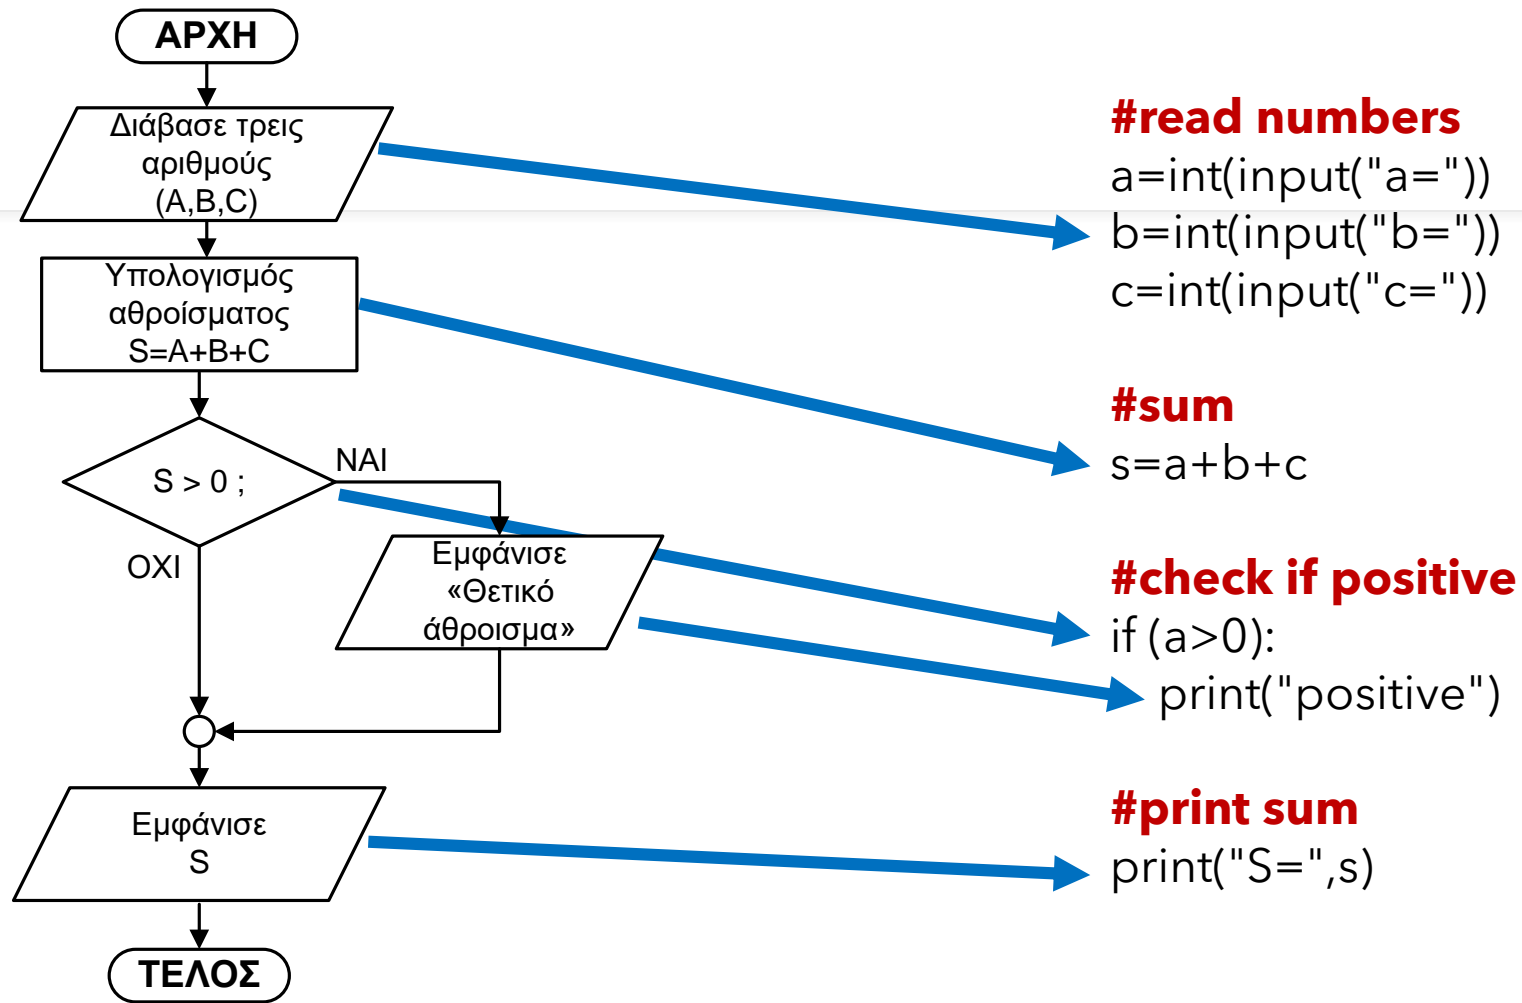 ΑΡΧΗ
Διάβασε τρεις
αριθμούς
(A,B,C)
Υπολογισμός
αθροίσματος
S=A+B+C
S > 0 ;
ΝΑΙ
ΟΧΙ
Εμφάνισε
«Θετικό
άθροισμα»
Εμφάνισε
S
ΤΕΛΟΣ
#read numbers
a=int(input("a="))
b=int(input("b="))
c=int(input("c="))
#sum
s=a+b+c
#check if positive
if (a>0):
print("positive")
#print sum
print("S=",s)